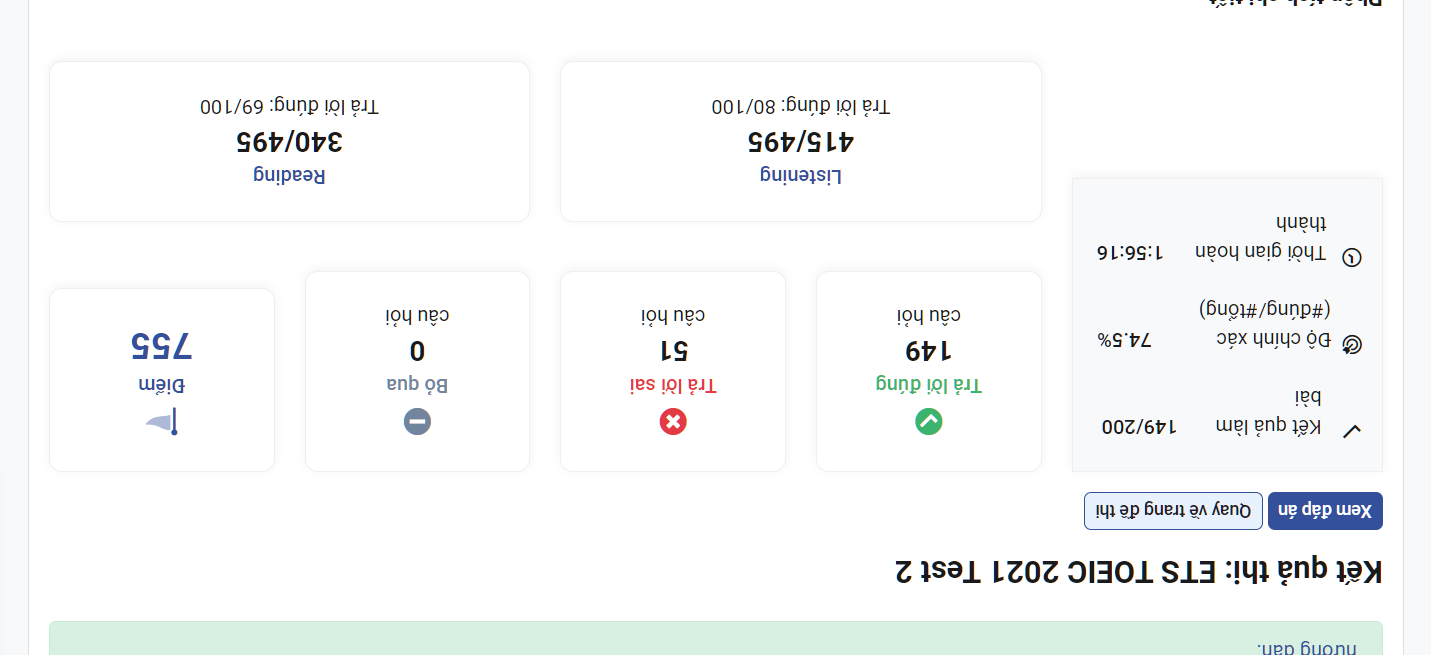 hướng dẫn.
Kết quả thi: ETS TOEIC 2021 Test 2
Xem đáp án
Quay về trang đề thi
Kết quả làm
bài
149/200
Độ chính xác
(#đúng/#tổng)
74.5%
Thời gian hoàn
thành
1:56:16
Trả lời đúng
149
câu hỏi
Trả lời sai
51
câu hỏi
Bỏ qua
0
câu hỏi
Điểm
755
Listening
415/495
Trả lời đúng: 80/100
Reading
340/495
Trả lời đúng: 69/100